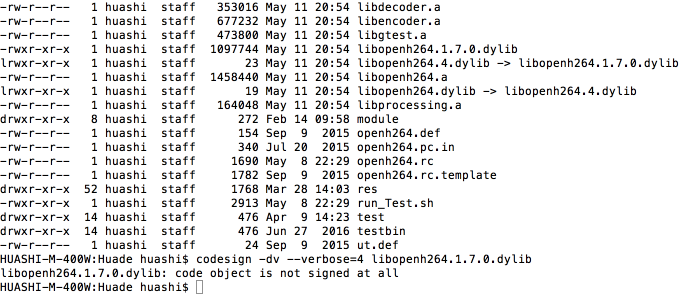 -rw-r--r--   1 huashi  staff   353016 May 11 20:54 libdecoder.a
-rw-r--r--   1 huashi  staff   677232 May 11 20:54 libencoder.a
-rw-r--r--   1 huashi  staff   473800 May 11 20:54 libgtest.a
-rwxr-xr-x   1 huashi  staff  1097744 May 11 20:54 libopenh264.1.7.0.dylib
lrwxr-xr-x   1 huashi  staff       23 May 11 20:54 libopenh264.4.dylib -> libopenh264.1.7.0.dylib
-rw-r--r--   1 huashi  staff  1458440 May 11 20:54 libopenh264.a
lrwxr-xr-x   1 huashi  staff       19 May 11 20:54 libopenh264.dylib -> libopenh264.4.dylib
-rw-r--r--   1 huashi  staff   164048 May 11 20:54 libprocessing.a
drwxr-xr-x   8 huashi  staff      272 Feb 14 09:58 module
-rw-r--r--   1 huashi  staff      154 Sep  9  2015 openh264.def
-rw-r--r--   1 huashi  staff      340 Jul 20  2015 openh264.pc.in
-rw-r--r--   1 huashi  staff     1690 May  8 22:29 openh264.rc
-rw-r--r--   1 huashi  staff     1782 Sep  9  2015 openh264.rc.template
drwxr-xr-x  52 huashi  staff     1768 Mar 28 14:03 res
-rwxr-xr-x   1 huashi  staff     2913 May  8 22:29 run_Test.sh
drwxr-xr-x  14 huashi  staff      476 Apr  9 14:23 test
drwxr-xr-x  14 huashi  staff      476 Jun 27  2016 testbin
-rw-r--r--   1 huashi  staff       24 Sep  9  2015 ut.def
HUASHI-M-400W:Huade huashi$ codesign -dv --verbose=4 libopenh264.1.7.0.dylib
libopenh264.1.7.0.dylib: code object is not signed at all
HUASHI-M-400W:Huade huashi$